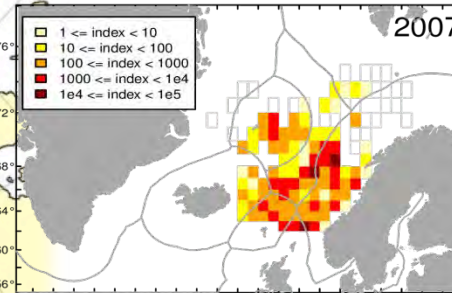 2007
1 <= index < 10
10 <= index < 100
100 <= index < 1000
1000 <= index < 1e4
1e4 <= index < 1e5
76°
72°
68°
64°
60°
56°